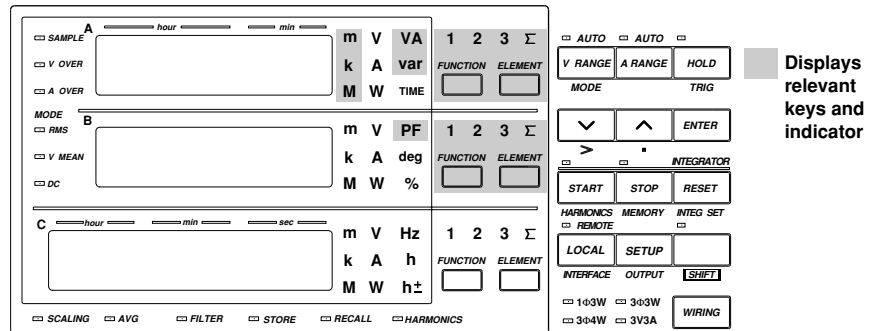 A hour min
SAMPLE
V OVER
A OVER
m V VA 1 2 3 Σ
k A var FUNCTION ELEMENT
M W TIME
MODE
B
RMS
V MEAN
DC
m V PF 1 2 3 Σ
k A deg FUNCTION ELEMENT
M W %
C hour min sec
m V Hz 1 2 3 Σ
k A h FUNCTION ELEMENT
M W h±
SCALING AVG FILTER STORE RECALL HARMONICS
AUTO AUTO
V RANGE A RANGE HOLD
MODE TRIG
ENTER
> .
INTEGRATOR
START STOP RESET
HARMONICS MEMORY INTEG SET
REMOTE
LOCAL SETUP
INTERFACE OUTPUT SHIFT
1Φ3W 3Φ3W
3Φ4W 3V3A
WIRING
Displays
relevant
keys and
indicator